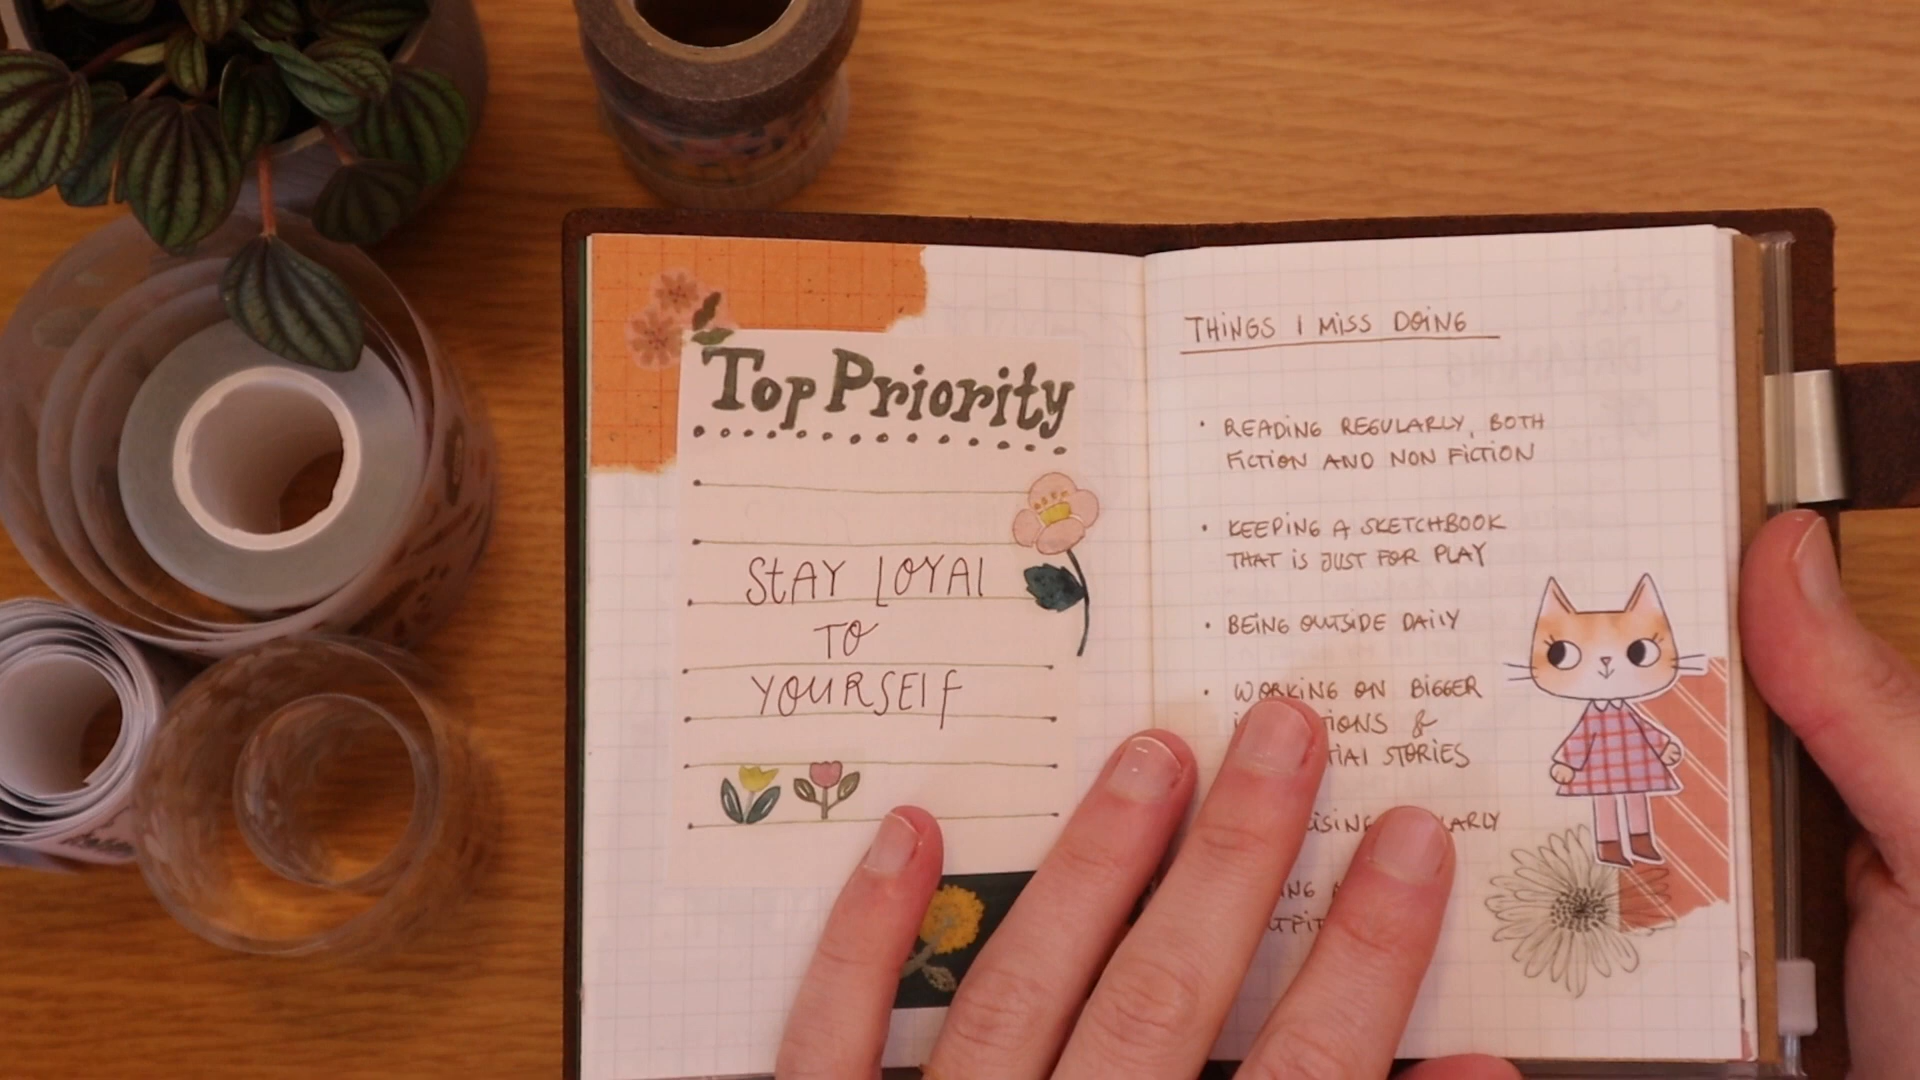 Top Priority
STAY LOYAL
TO
YOURSELF
THINGS I MISS DOING
• READING REGULARLY, BOTH
FICTION AND NON FICTION
• KEEPING A SKETCHBOOK
THAT IS JUST FOR PLAY
• BEING OUTSIDE DAILY
• WORKING ON BIGGER
&
STORIES